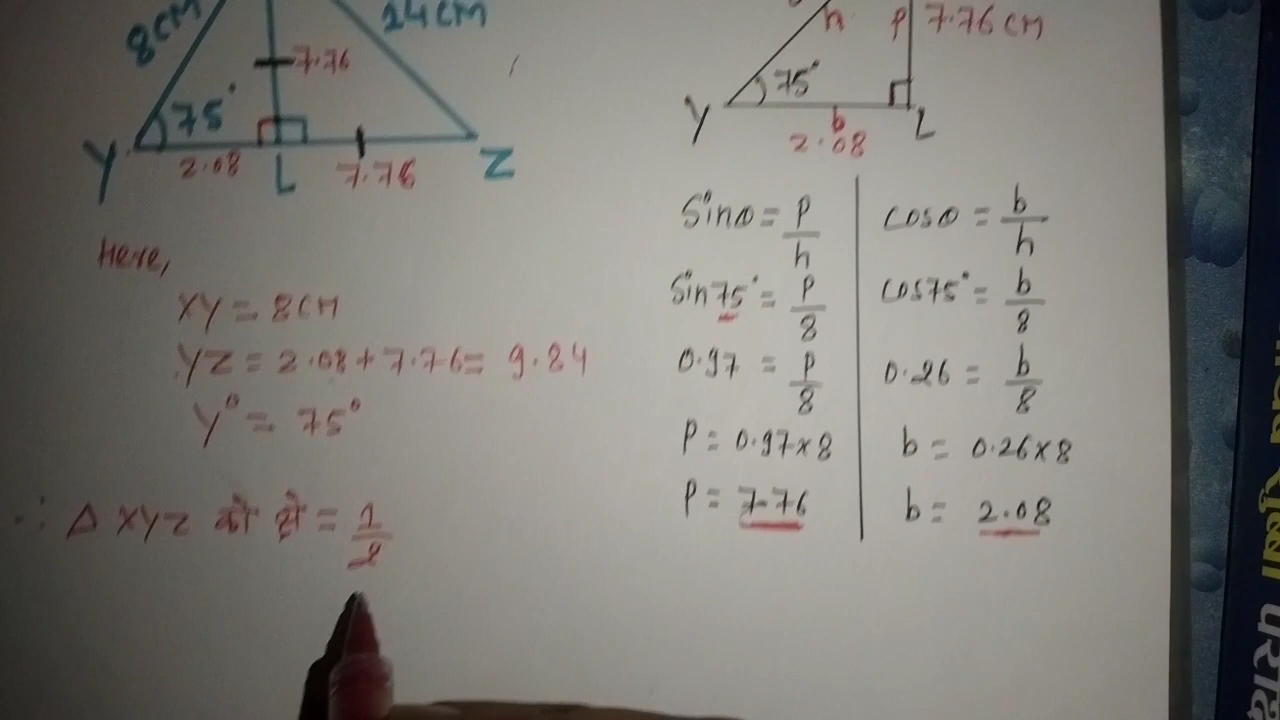 8CM
24CM
7.76
75°
Y
2.08
L
7.76
Z
h
p
7.76CM
75°
Y
b
L
2.08
Here,
XY = 8CM
YZ = 2.08 + 7.76 = 9.84
Y° = 75°
∴ Δ XYZ को क्षे = 1/2
Sinθ = p/h
Sin75° = p/8
0.97 = p/8
P = 0.97×8
P = 7.76
cosθ = b/h
cos75° = b/8
0.26 = b/8
b = 0.26×8
b = 2.08